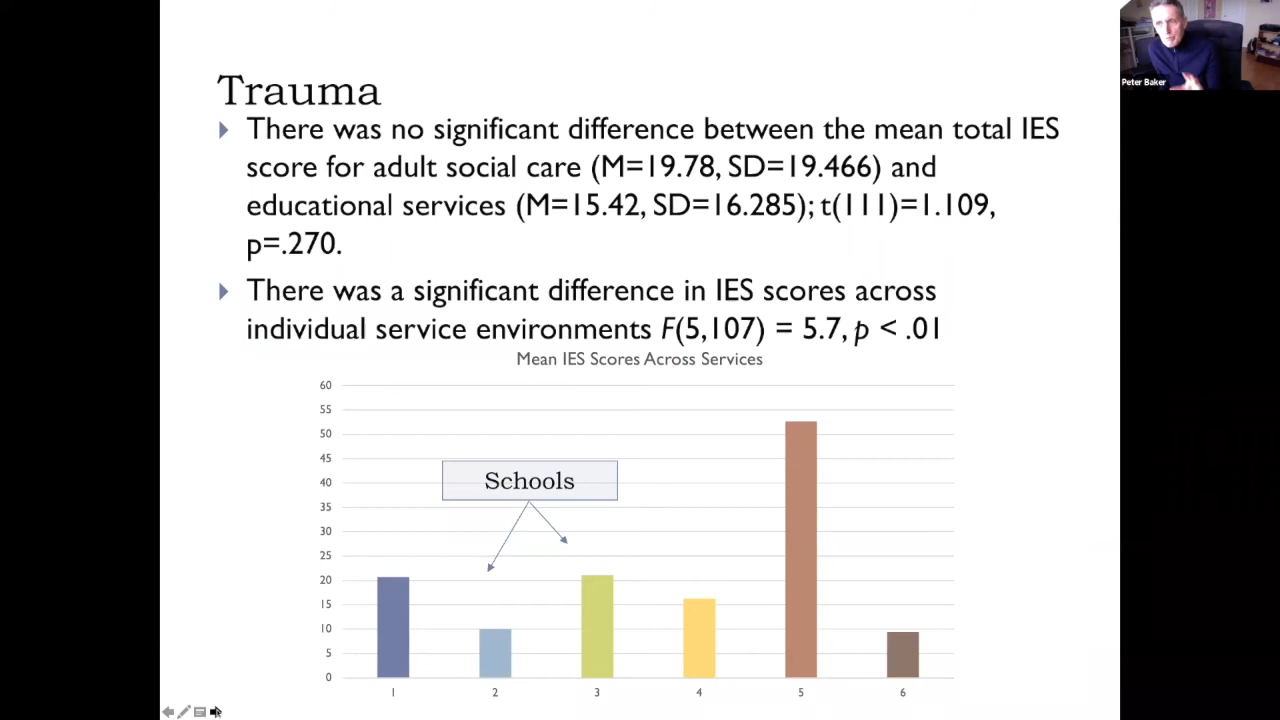 Peter Baker
Trauma
There was no significant difference between the mean total IES
score for adult social care (M=19.78, SD=19.466) and
educational services (M=15.42, SD=16.285); t(111)=1.109,
p=.270.
There was a significant difference in IES scores across
individual service environments F(5,107) = 5.7, p < .01
Mean IES Scores Across Services
60
55
50
45
40
35
30
25
20
15
10
5
0
Schools
1
2
3
4
5
6